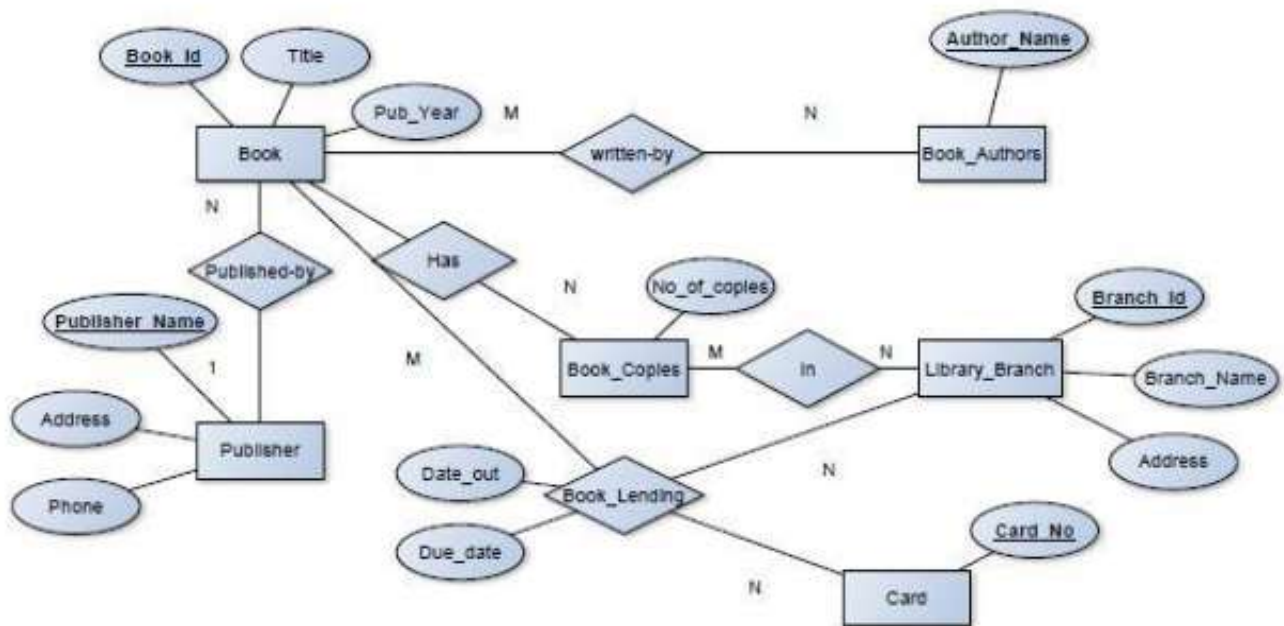 Author_Name
Book_Id
Title
Pub_Year
M
N
Book
written-by
Book_Authors
N
Published-by
Has
No_of_copies
Branch_Id
N
Publisher_Name
M
Book_Copies
M
In
N
Library_Branch
Branch_Name
1
Address
Publisher
Date_out
Book_Lending
N
Address
Phone
Due_date
Card_No
N
Card